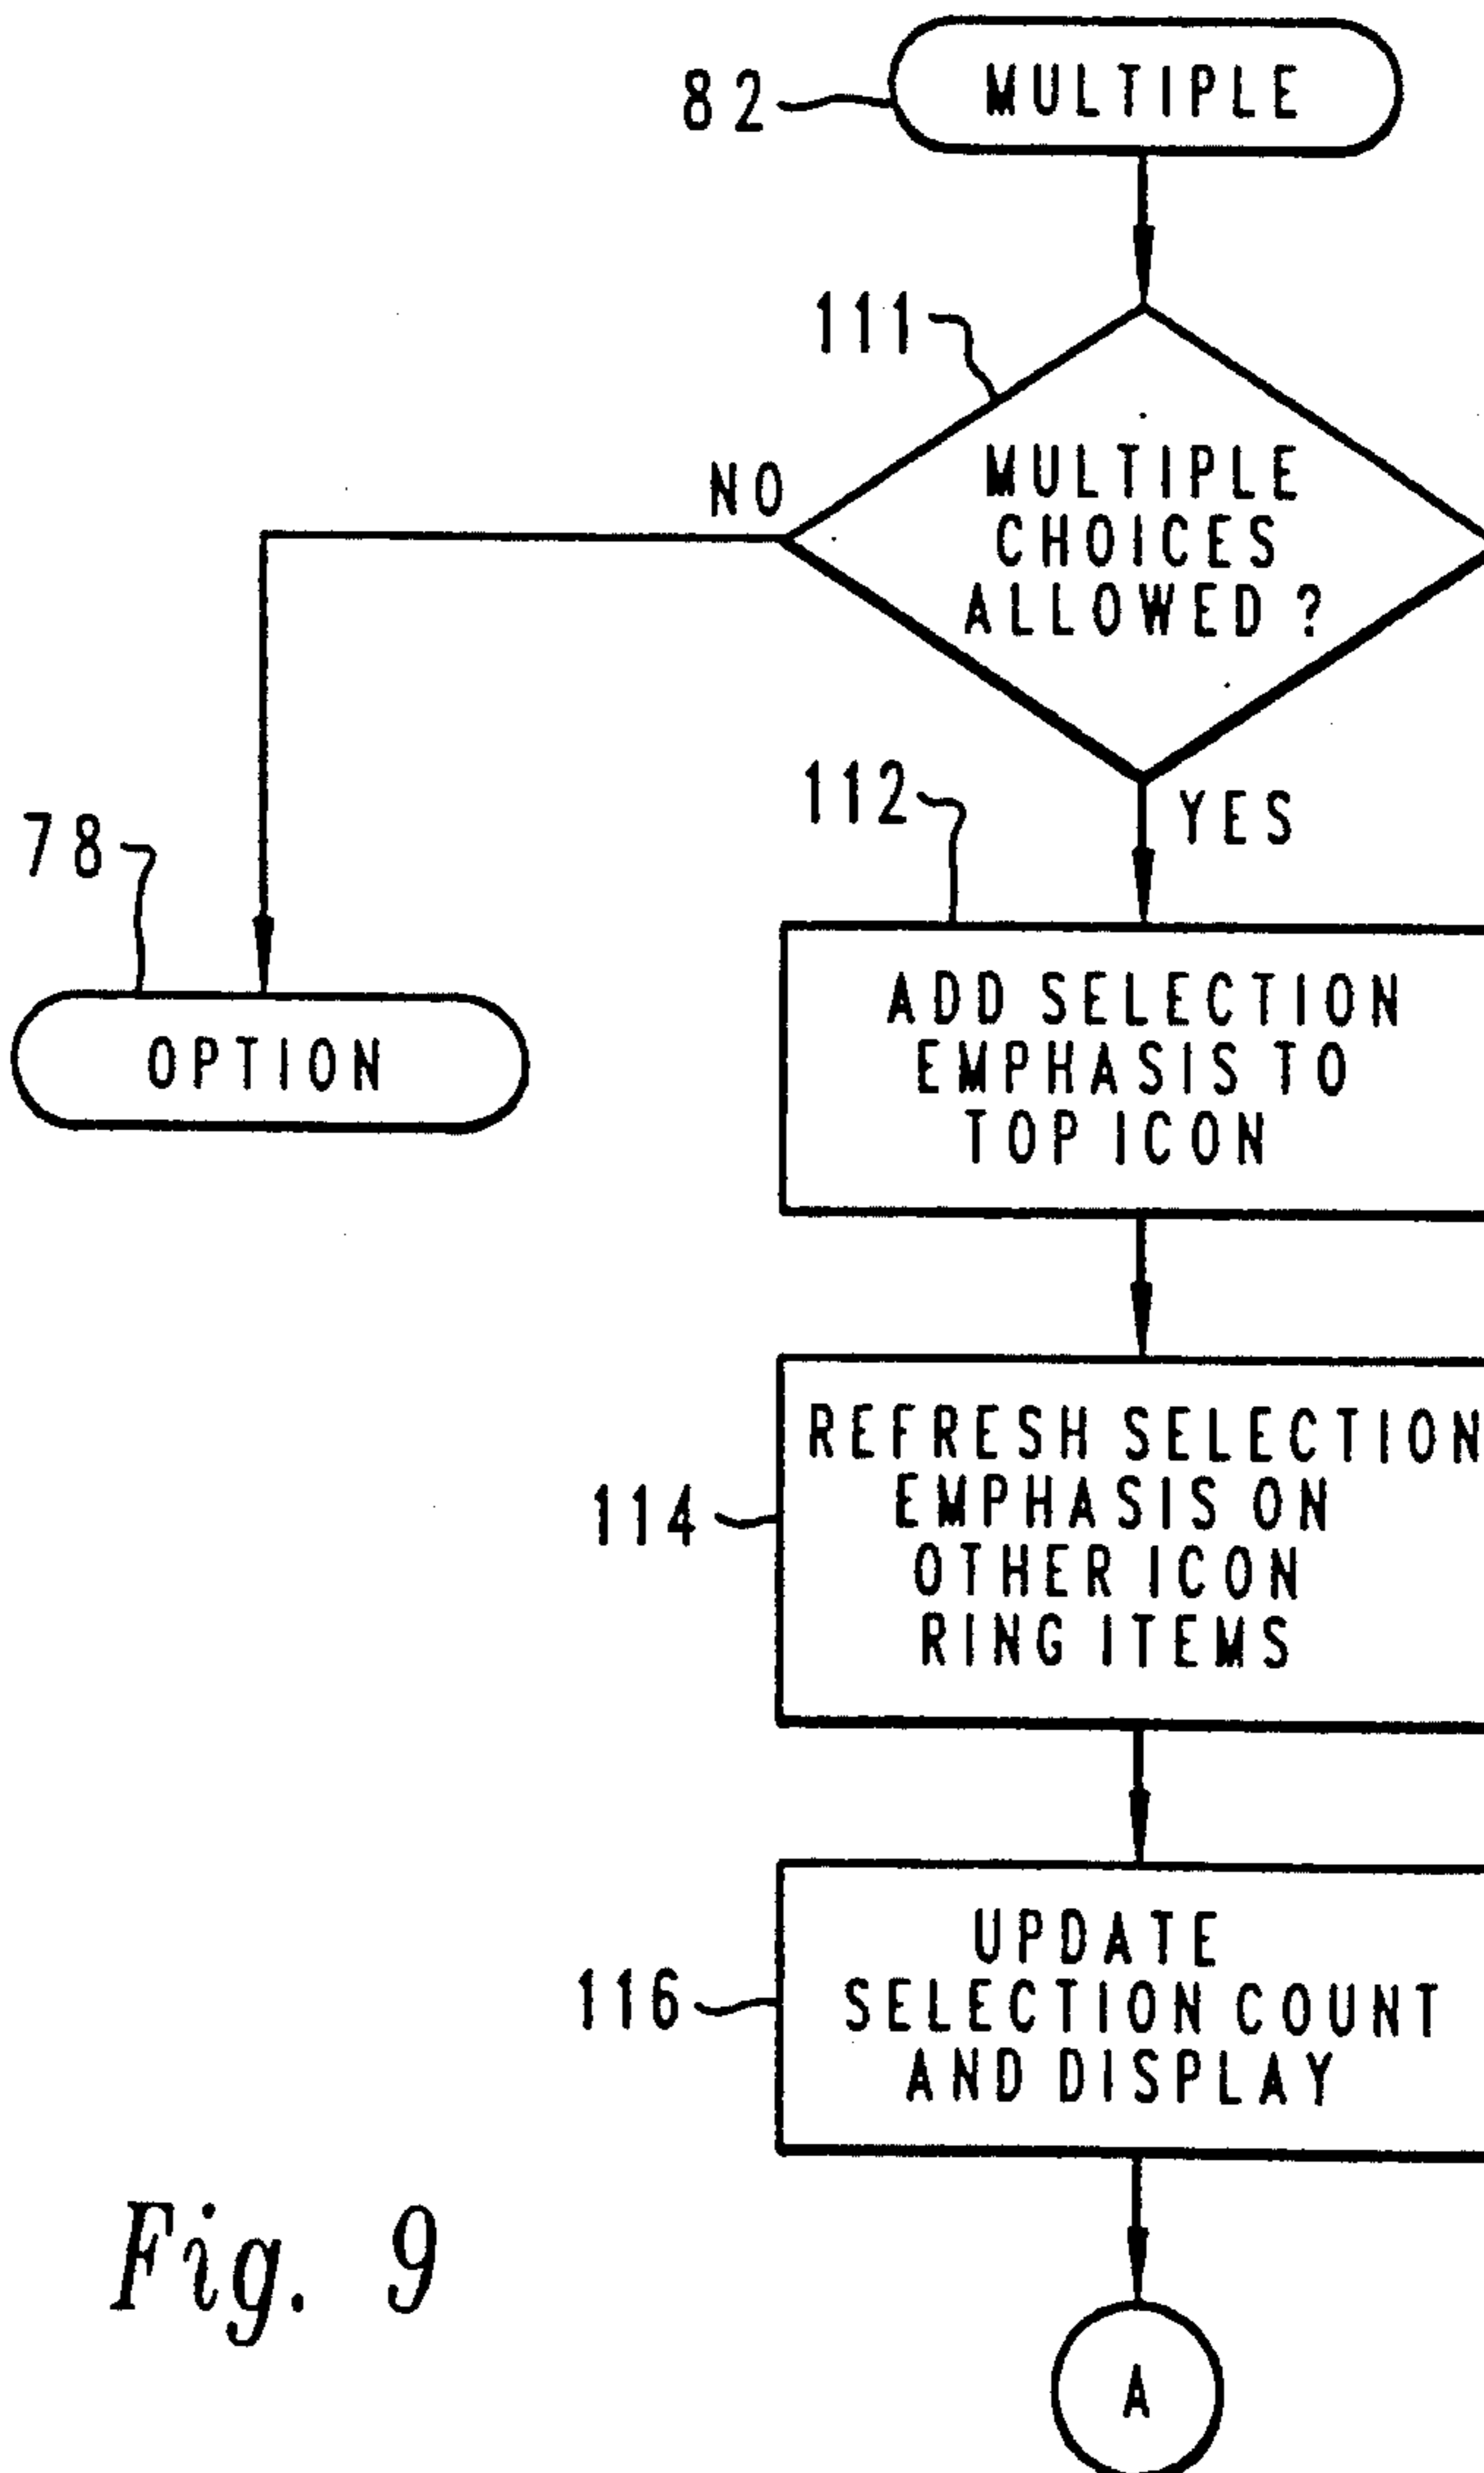 82
MULTIPLE
111
MULTIPLE
CHOICES
ALLOWED ?
NO
YES
78
OPTION
112
ADD SELECTION
EMPHASIS TO
TOP ICON
114
REFRESH SELECTION
EMPHASIS ON
OTHER ICON
RING ITEMS
116
UPDATE
SELECTION COUNT
AND DISPLAY
A
Fig. 9